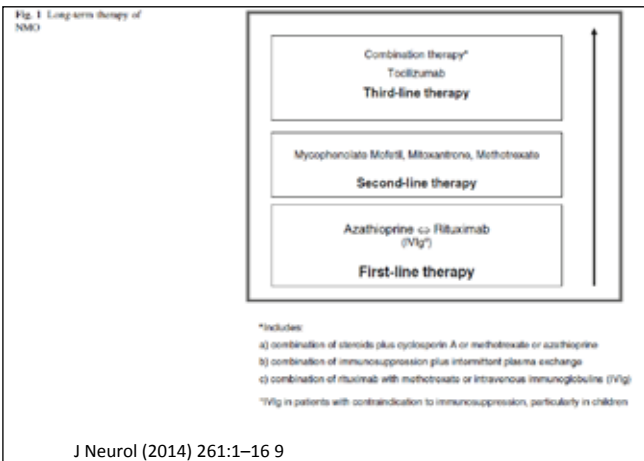 Fig. 1 Long-term therapy of
NMO
Combination therapy*
Tocilizumab
Third-line therapy
Mycophenolate Mofetil, Mitoxantrone, Methotrexate
Second-line therapy
Azathioprine ⇔ Rituximab
(IVIg°)
First-line therapy
*Includes:
a) combination of steroids plus cyclosporin A or methotrexate or azathioprine
b) combination of immunosuppression plus intermittent plasma exchange
c) combination of rituximab with methotrexate or intravenous immunoglobulins (IVIg)
°IVIg in patients with contraindication to immunosuppression, particularly in children
J Neurol (2014) 261:1–16 9